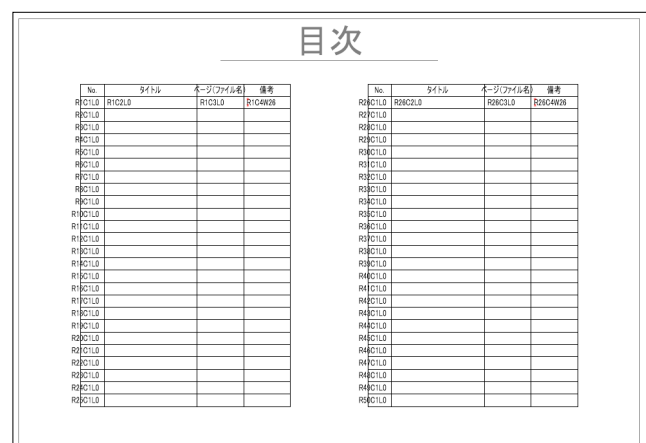 目次
No. タイトル ページ(ファイル名) 備考
R1C1L0 R1C2L0 R1C3L0 R1C4W26
R2C1L0
R3C1L0
R4C1L0
R5C1L0
R6C1L0
R7C1L0
R8C1L0
R9C1L0
R10C1L0
R11C1L0
R12C1L0
R13C1L0
R14C1L0
R15C1L0
R16C1L0
R17C1L0
R18C1L0
R19C1L0
R20C1L0
R21C1L0
R22C1L0
R23C1L0
R24C1L0
R25C1L0
No. タイトル ページ(ファイル名) 備考
R26C1L0 R26C2L0 R26C3L0 R26C4W26
R27C1L0
R28C1L0
R29C1L0
R30C1L0
R31C1L0
R32C1L0
R33C1L0
R34C1L0
R35C1L0
R36C1L0
R37C1L0
R38C1L0
R39C1L0
R40C1L0
R41C1L0
R42C1L0
R43C1L0
R44C1L0
R45C1L0
R46C1L0
R47C1L0
R48C1L0
R49C1L0
R50C1L0